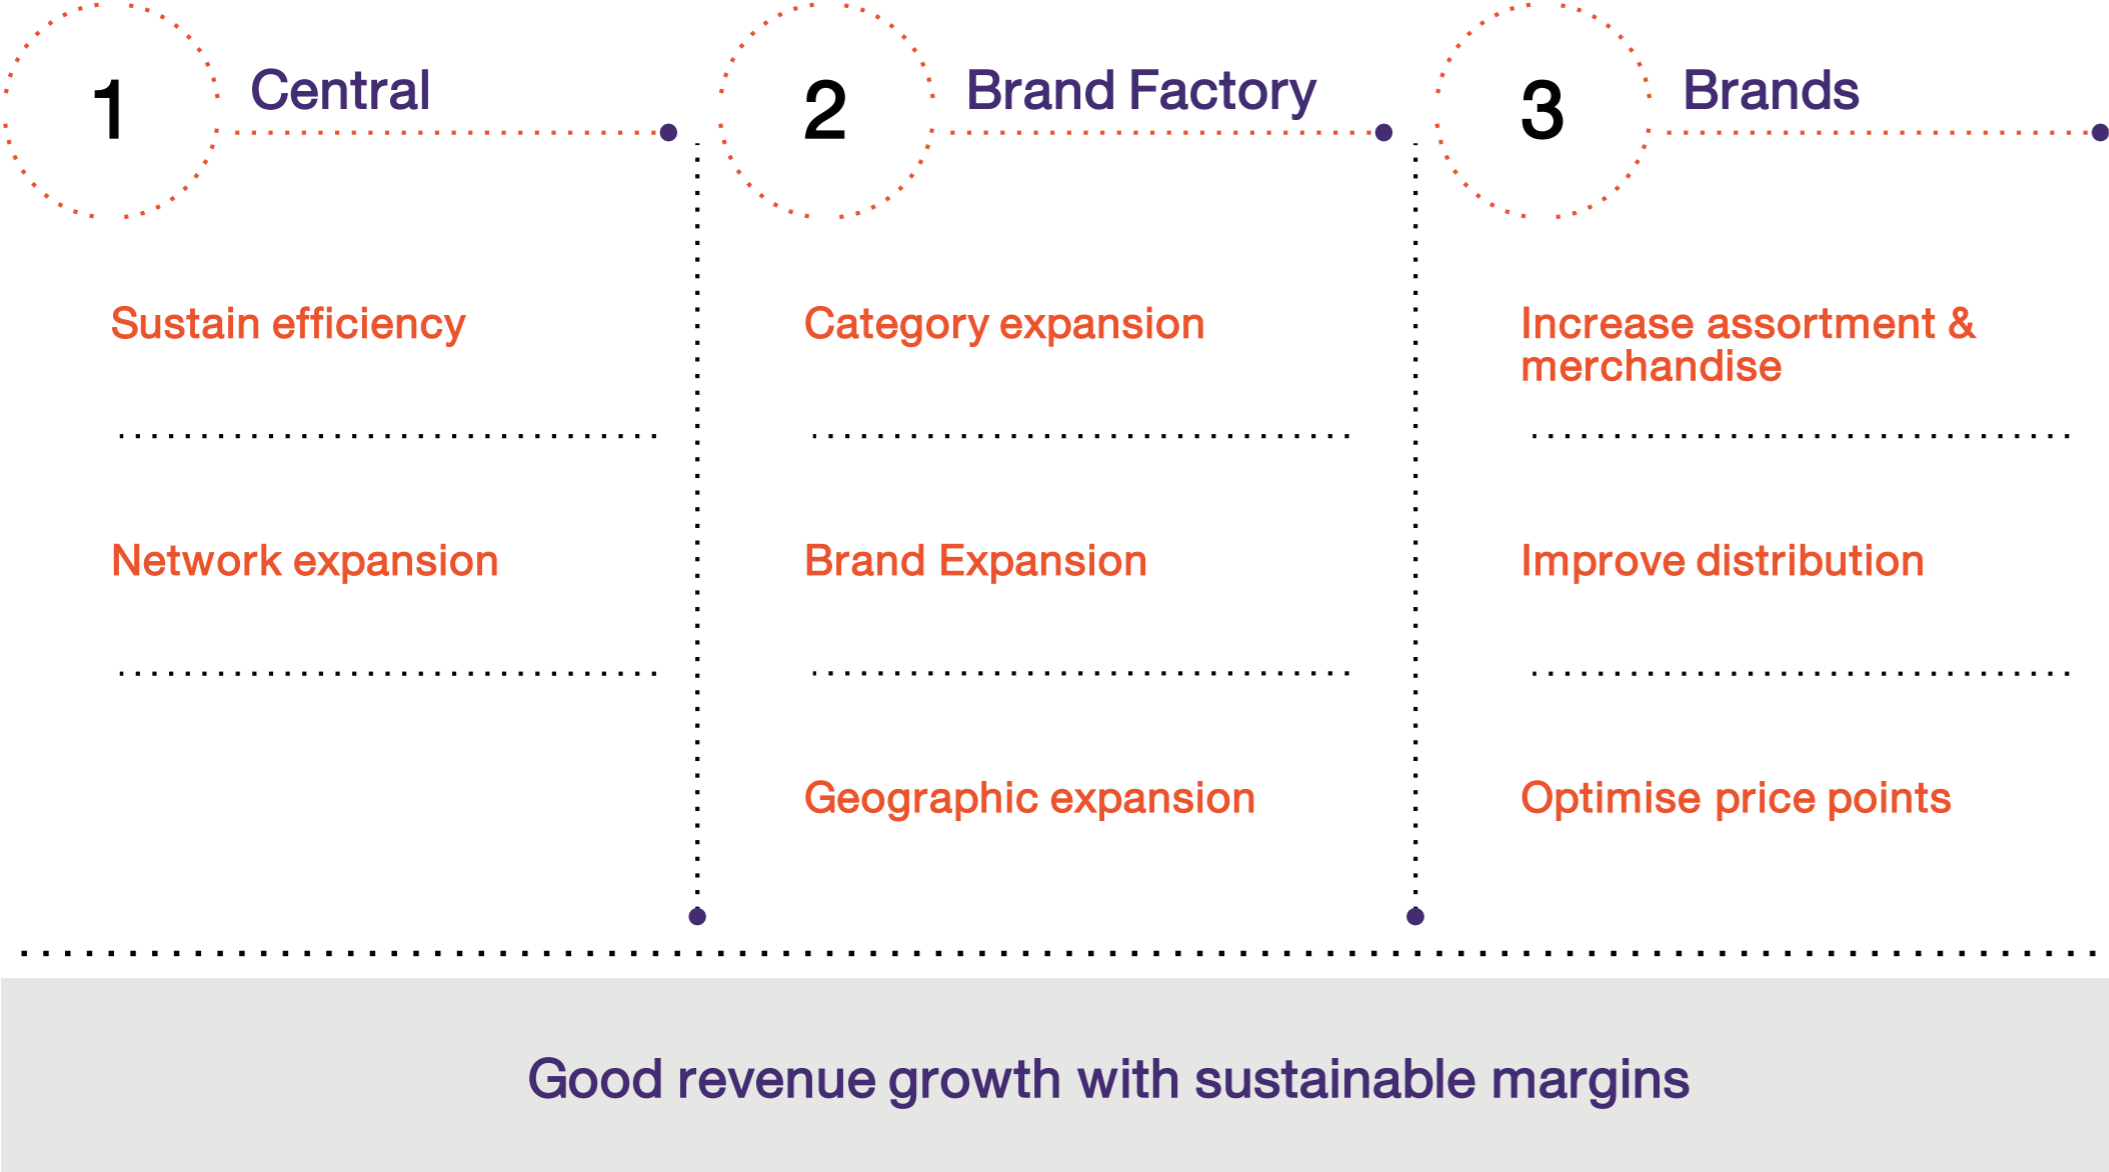 1
Central
Sustain efficiency
Network expansion
2
Brand Factory
Category expansion
Brand Expansion
Geographic expansion
3
Brands
Increase assortment &
merchandise
Improve distribution
Optimise price points
Good revenue growth with sustainable margins